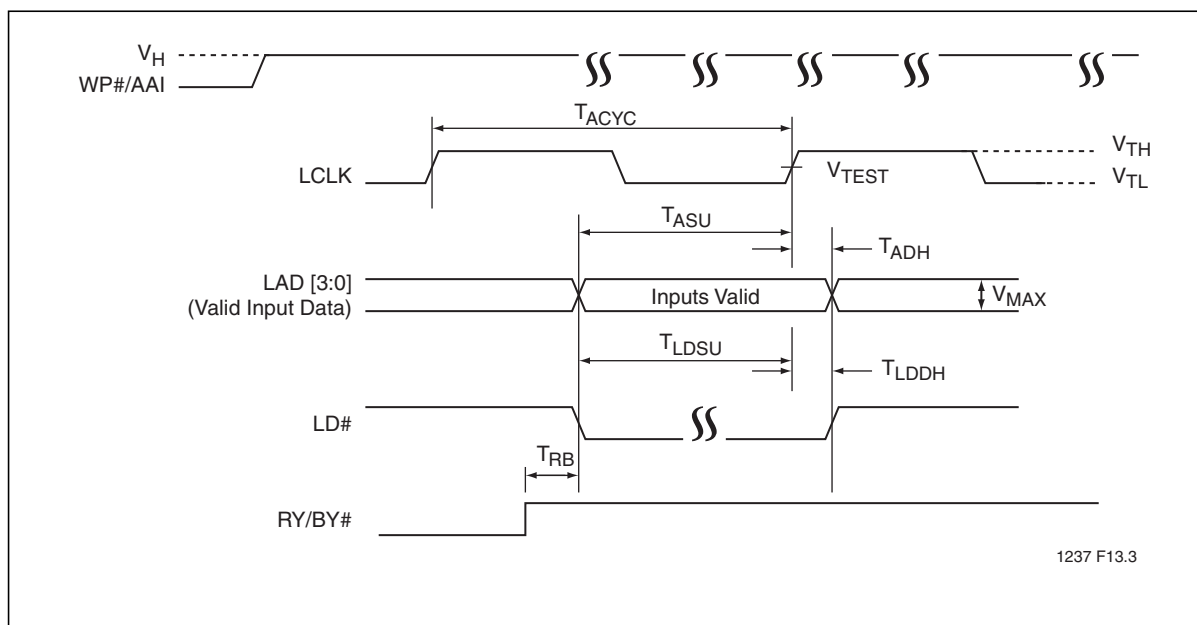 VH
WP#/AAI
TACYC
LCLK
VTEST
VTH
VTL
TASU
TADH
LAD [3:0]
(Valid Input Data)
Inputs Valid
VMAX
TLDSU
TLDDH
LD#
TRB
RY/BY#
1237 F13.3